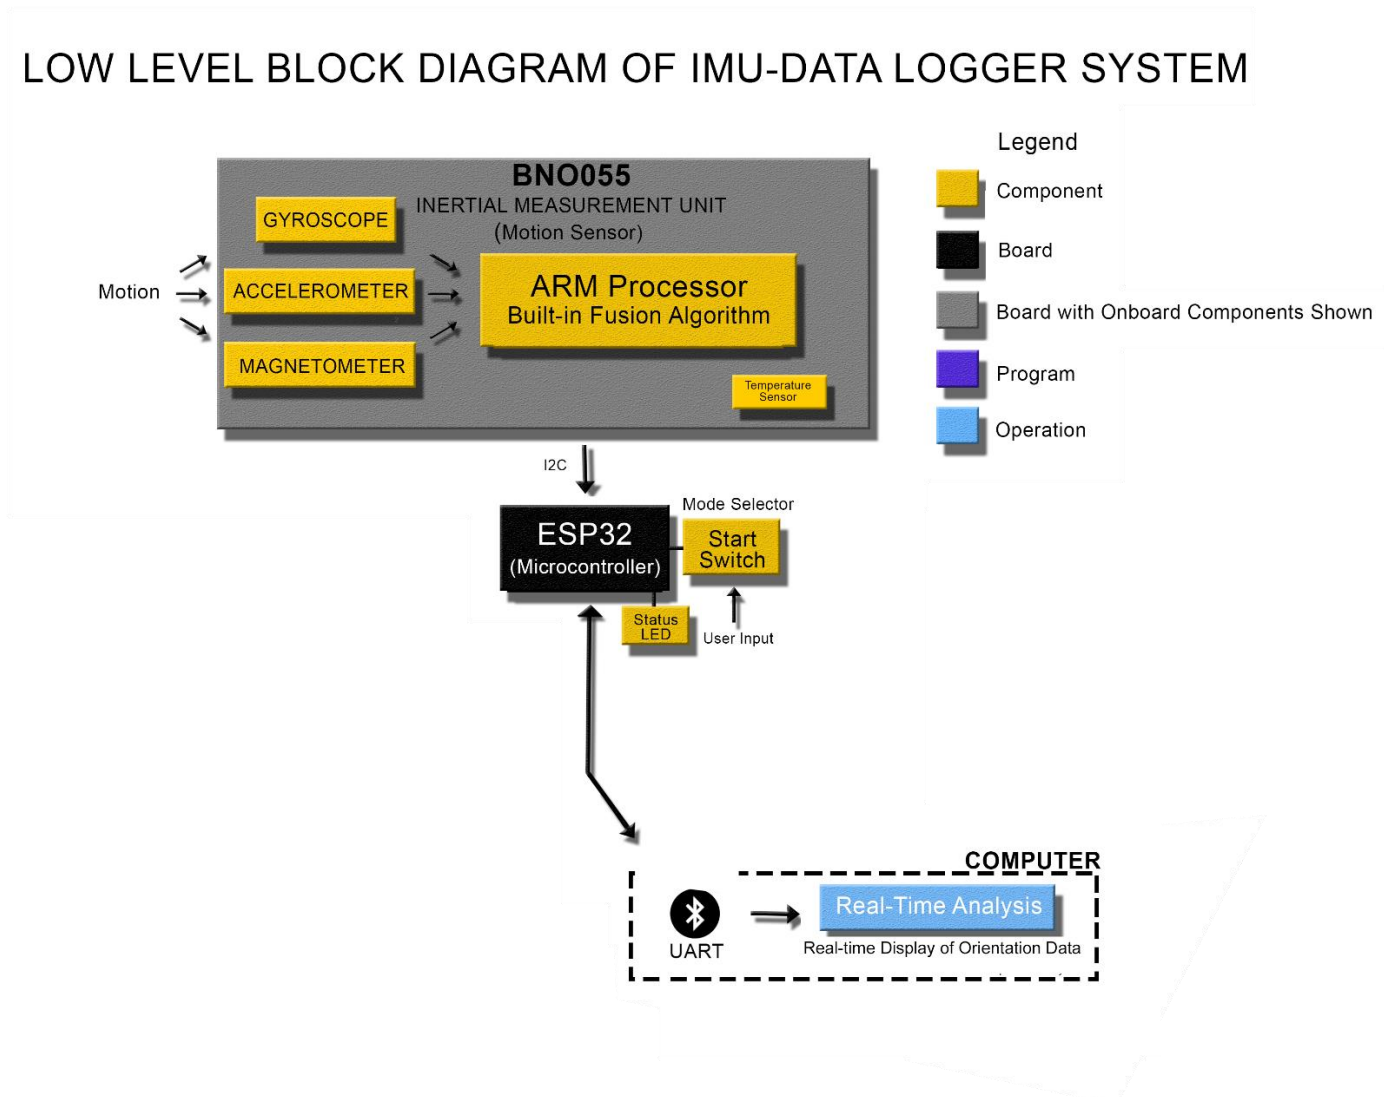 LOW LEVEL BLOCK DIAGRAM OF IMU-DATA LOGGER SYSTEM
Legend
Component
Board
Board with Onboard Components Shown
Program
Operation
BNO055
INERTIAL MEASUREMENT UNIT
(Motion Sensor)
Motion
GYROSCOPE
ACCELEROMETER
MAGNETOMETER
ARM Processor
Built-in Fusion Algorithm
Temperature
Sensor
I2C
ESP32
(Microcontroller)
Mode Selector
Start
Switch
Status
LED
User Input
COMPUTER
UART
Real-Time Analysis
Real-time Display of Orientation Data